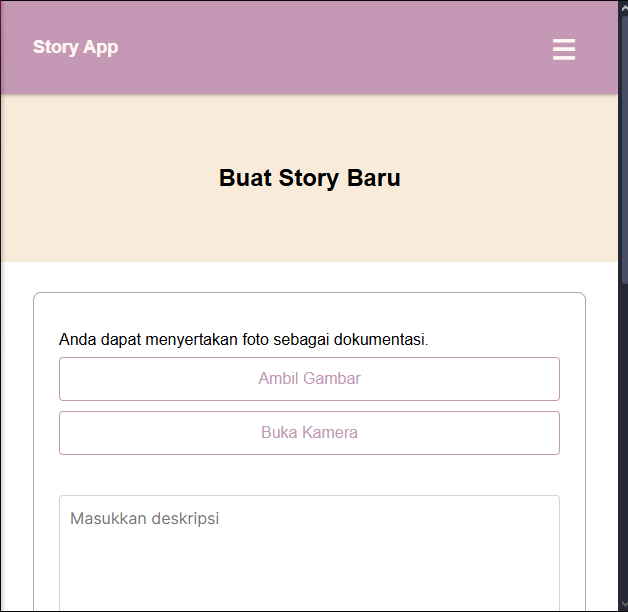 Story App
Buat Story Baru
Anda dapat menyertakan foto sebagai dokumentasi.
Ambil Gambar
Buka Kamera
Masukkan deskripsi